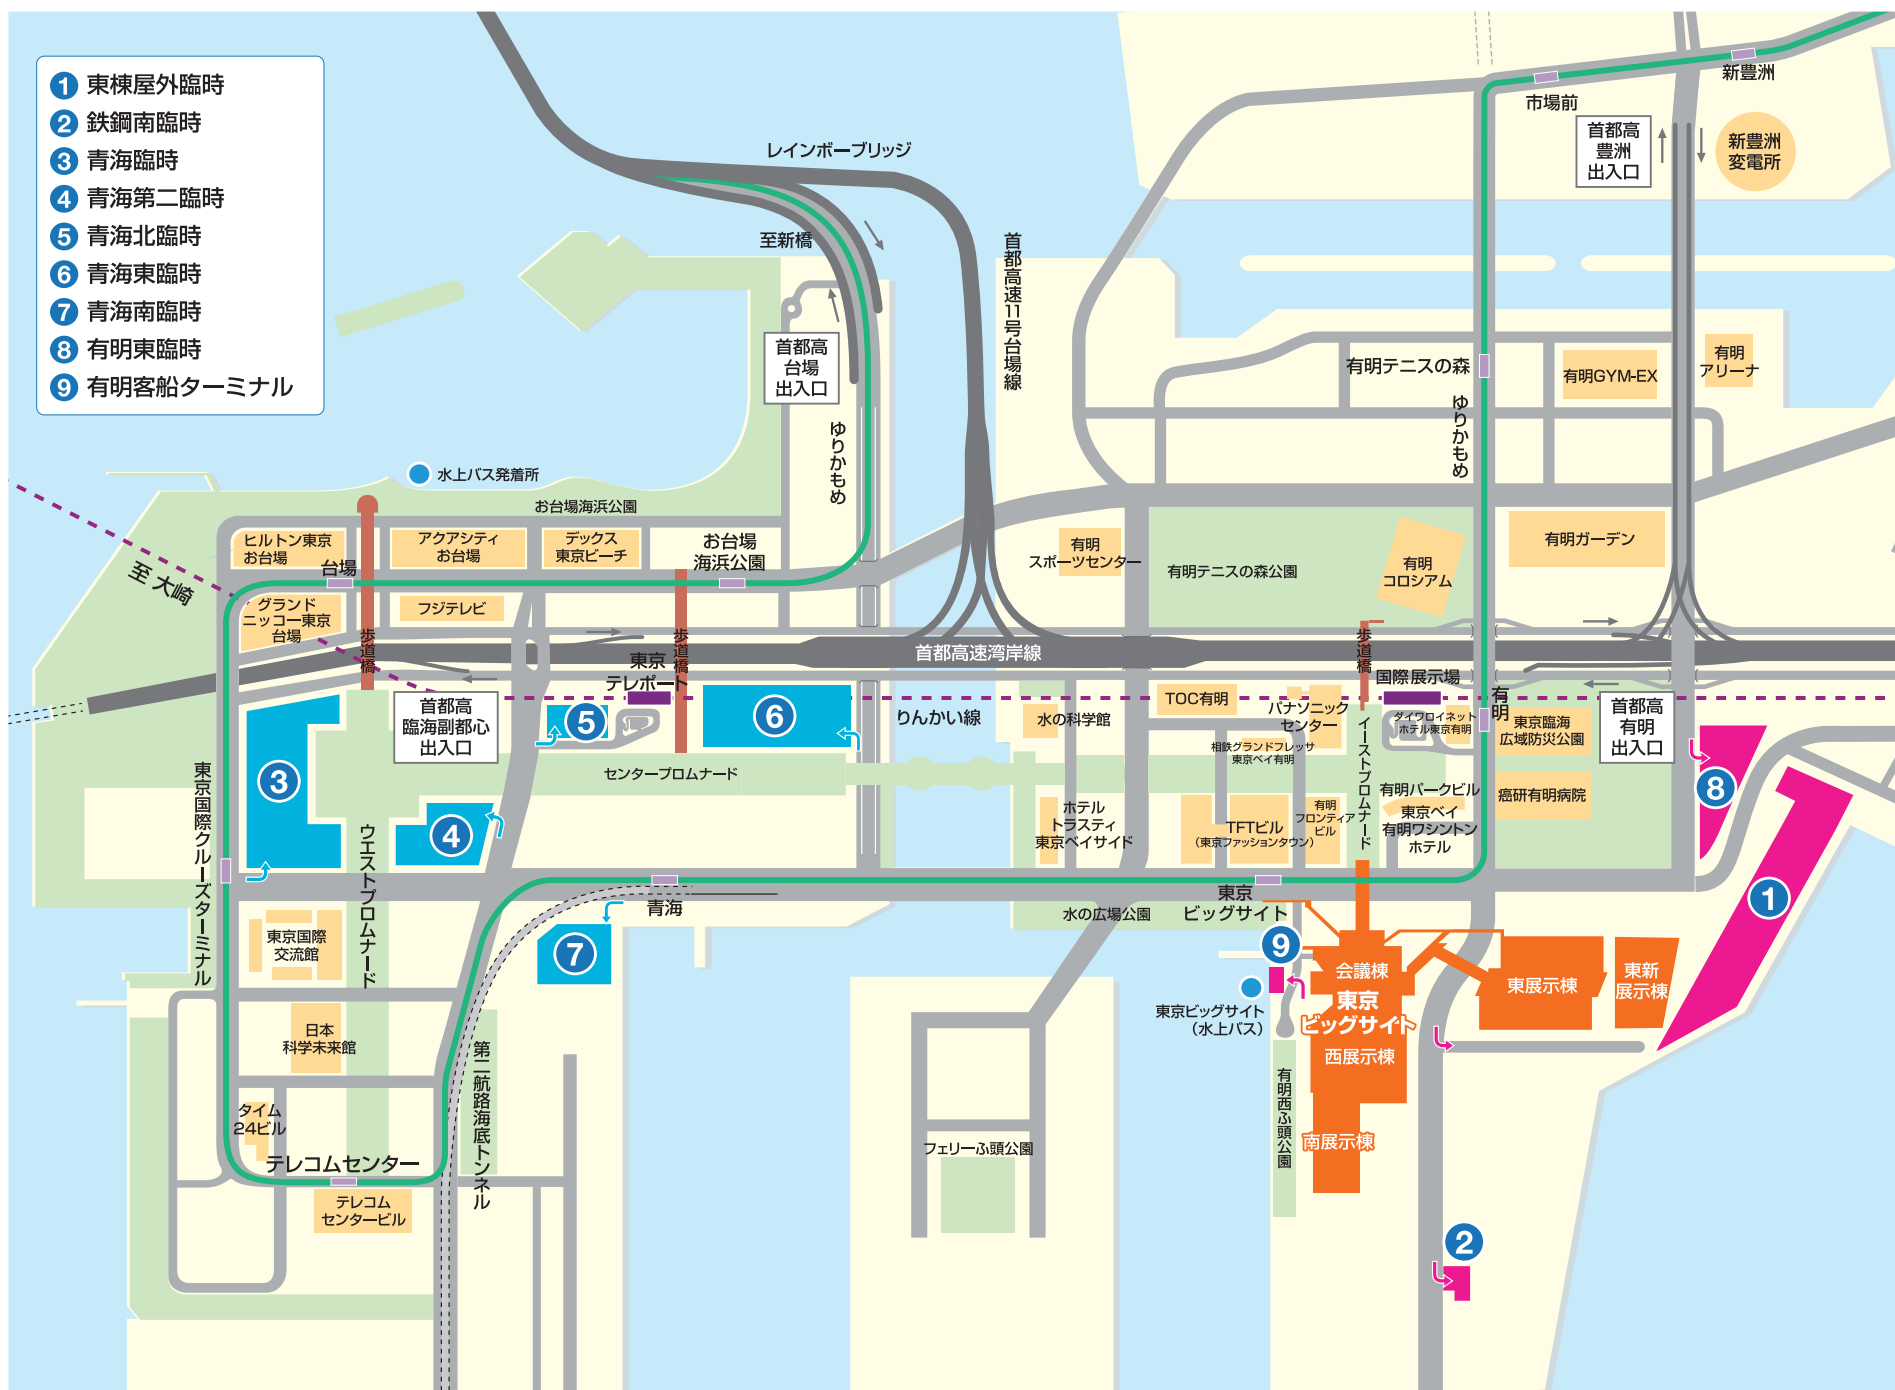 1 東棟屋外臨時
2 鉄鋼南臨時
3 青海臨時
4 青海第二臨時
5 青海北臨時
6 青海東臨時
7 青海南臨時
8 有明東臨時
9 有明客船ターミナル
レインボーブリッジ
至新橋
首都高速11号台場線
首都高
台場
出入口
ゆりかもめ
市場前
新豊洲
首都高
豊洲
出入口
新豊洲
変電所
有明テニスの森
有明GYM-EX
有明
アリーナ
ゆりかもめ
水上バス発着所
お台場海浜公園
ヒルトン東京
お台場
アクアシティ
お台場
デックス
東京ビーチ
お台場
海浜公園
台場
至 大崎
グランド
ニッコー東京
台場
フジテレビ
歩道橋
歩道橋
東京
テレポート
首都高速湾岸線
有明
スポーツセンター
有明テニスの森公園
有明
コロシアム
有明ガーデン
歩道橋
国際展示場
有明
首都高
臨海副都心
出入口
5
6
りんかい線
水の科学館
TOC有明
パナソニック
センター
ダイワロイネット
ホテル東京有明
東京臨海
広域防災公園
首都高
有明
出入口
相鉄グランドフレッサ
東京ベイ有明
イーストプロムナード
センタープロムナード
3
4
8
東京国際クルーズターミナル
ウエストプロムナード
ホテル
トラスティ
東京ベイサイド
TFTビル
(東京ファッションタウン)
有明
フロンティア
ビル
有明パークビル
東京ベイ
有明ワシントン
ホテル
癌研有明病院
1
青海
東京
ビッグサイト
水の広場公園
7
9
東京国際
交流館
会議棟
東京
ビッグサイト
西展示棟
南展示棟
東展示棟
東新
展示棟
東京ビッグサイト
(水上バス)
日本
科学未来館
第二航路海底トンネル
タイム
24ビル
テレコムセンター
テレコム
センタービル
フェリーふ頭公園
有明西ふ頭公園
2